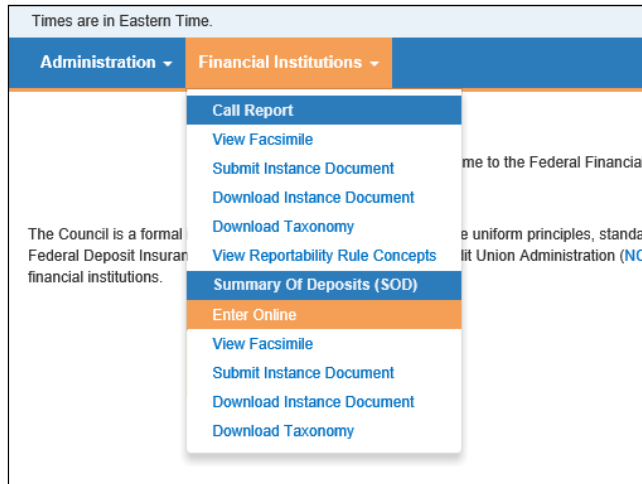 Times are in Eastern Time.
Administration Financial Institutions
Call Report
View Facsimile
me to the Federal Financia
Submit Instance Document
Download Instance Document
Download Taxonomy
The Council is a formal e uniform principles, standa
Federal Deposit Insuran View Reportability Rule Concepts dit Union Administration (NC
financial institutions. Summary Of Deposits (SOD)
Enter Online
View Facsimile
Submit Instance Document
Download Instance Document
Download Taxonomy